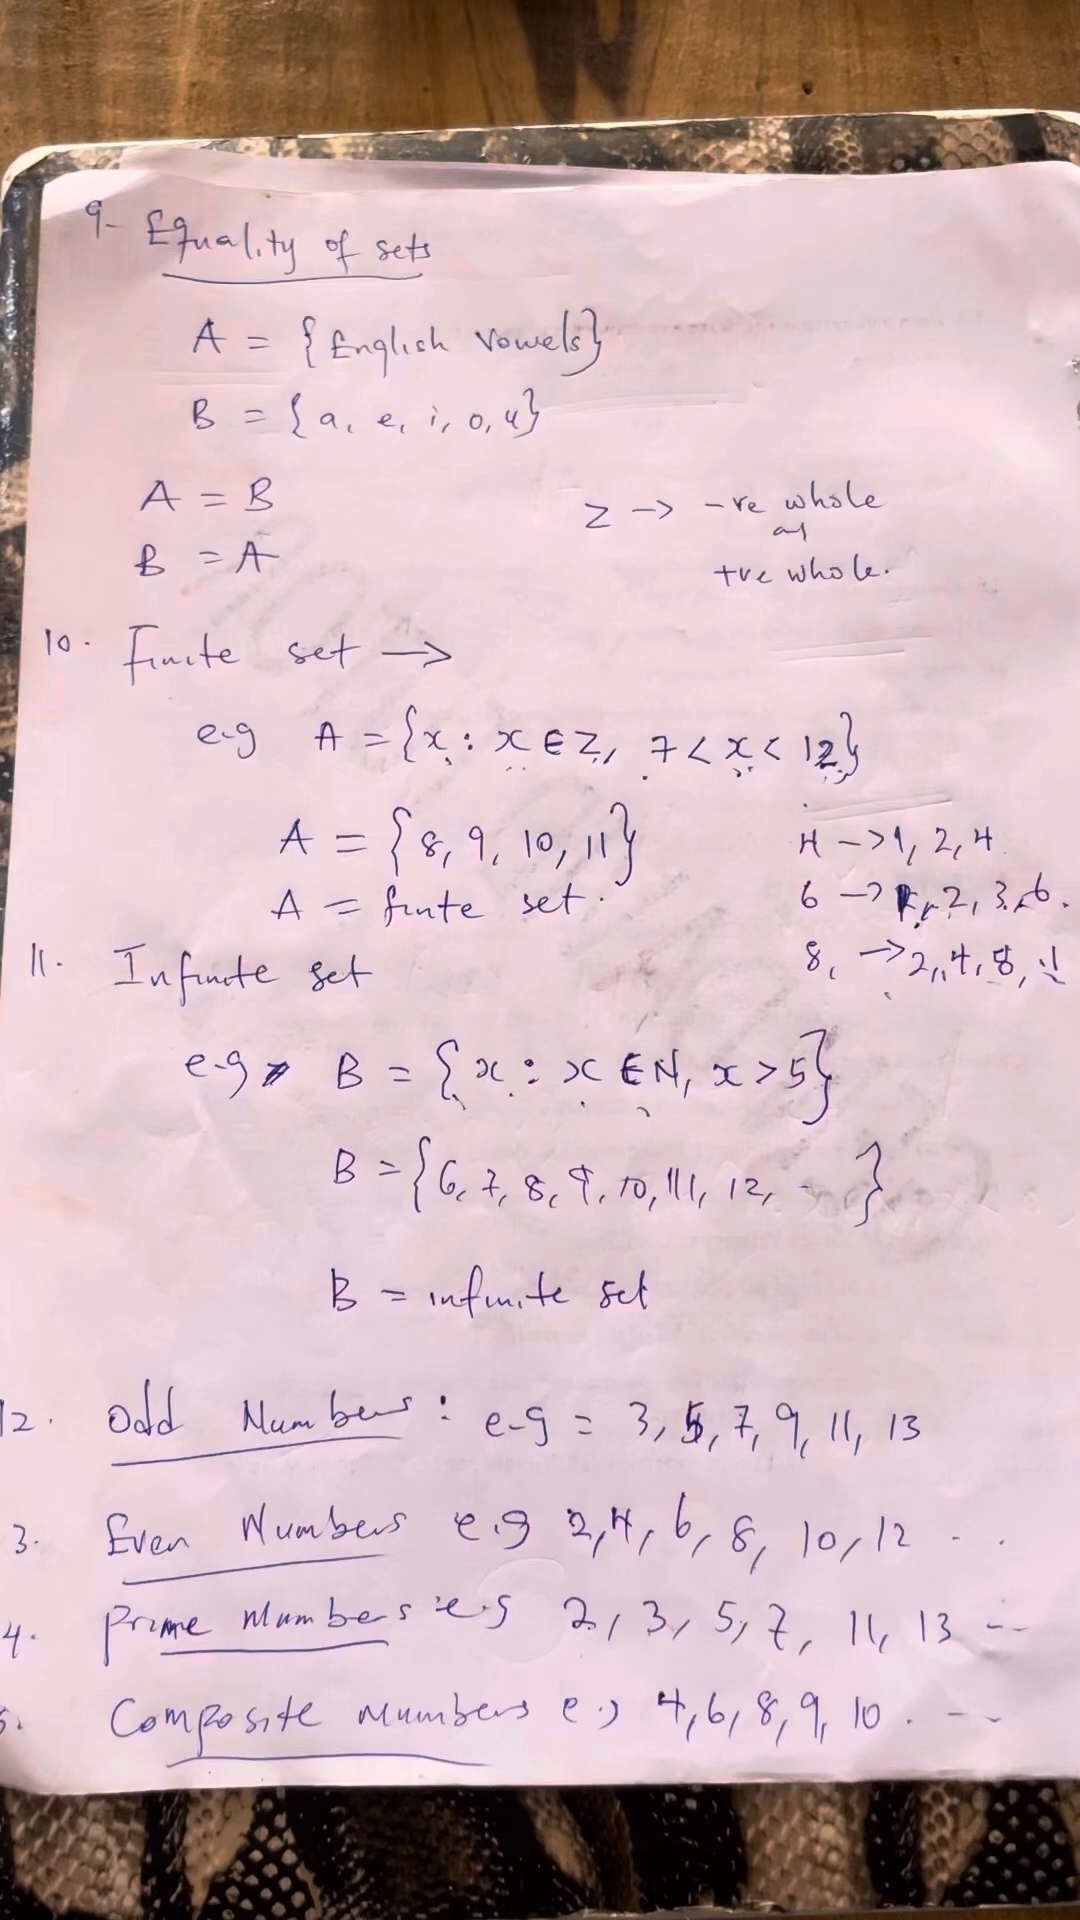 9- Equality of sets
A = {English Vowels}
B = {a, e, i, o, u}
A = B
B = A
Z -> -ve whole
+ve whole.
10. Finite set ->
e.g A = {x : x ∈ Z, 7 < x < 12}
A = {8, 9, 10, 11}
A = finte set.
4 -> 1, 2, 4
6 -> 1, 2, 3, 6.
8, -> 2, 4, 8, 1
11. Infinite set
e.g B = {x : x ∈ N, x > 5}
B = {6, 7, 8, 9, 10, 11, 12, - - }
B = infinite set
12. Odd Numbers : e-g = 3, 5, 7, 9, 11, 13
3. Even Numbers e.g 2, 4, 6, 8, 10, 12 - .
4. Prime Numbers e.g 2, 3, 5, 7, 11, 13 --
5. Composite Numbers e.g 4, 6, 8, 9, 10 . --